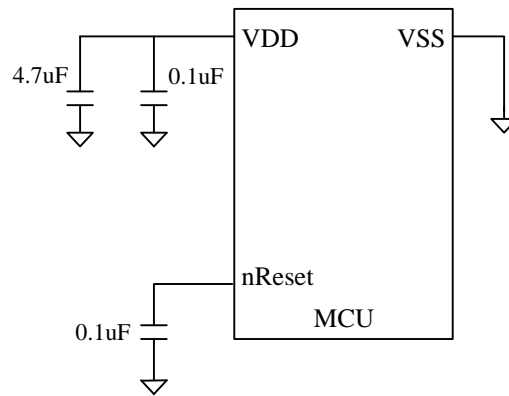 VDD
VSS
4.7uF
0.1uF
nReset
0.1uF
MCU